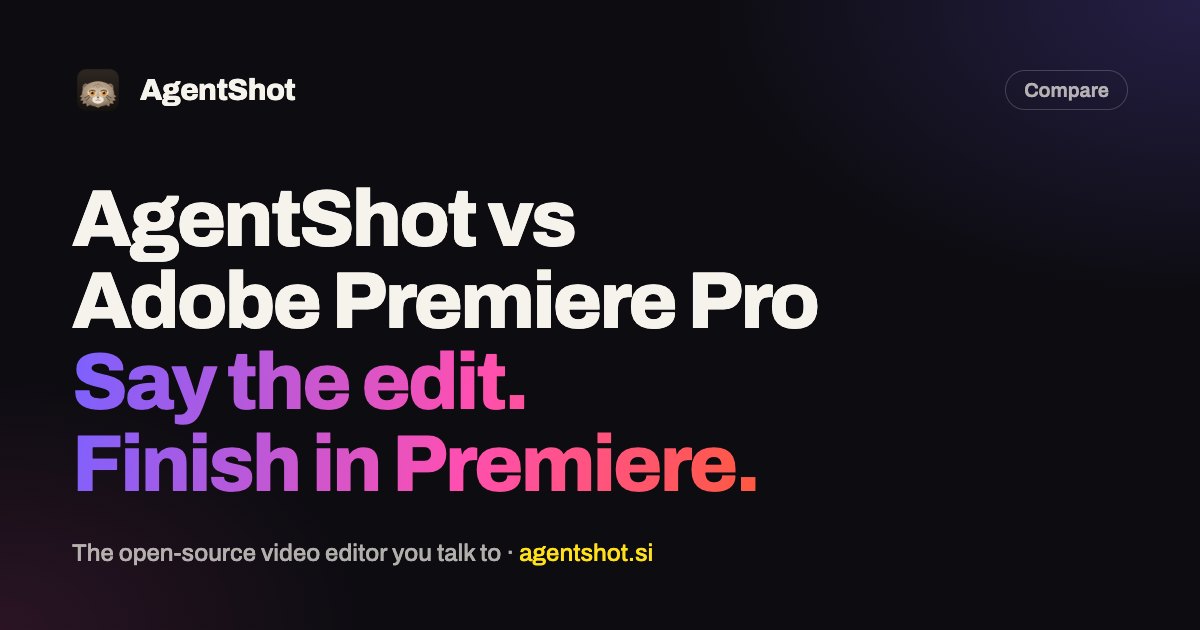 AgentShot
Compare
AgentShot vs
Adobe Premiere Pro
Say the edit.
Finish in Premiere.
The open-source video editor you talk to · agentshot.si